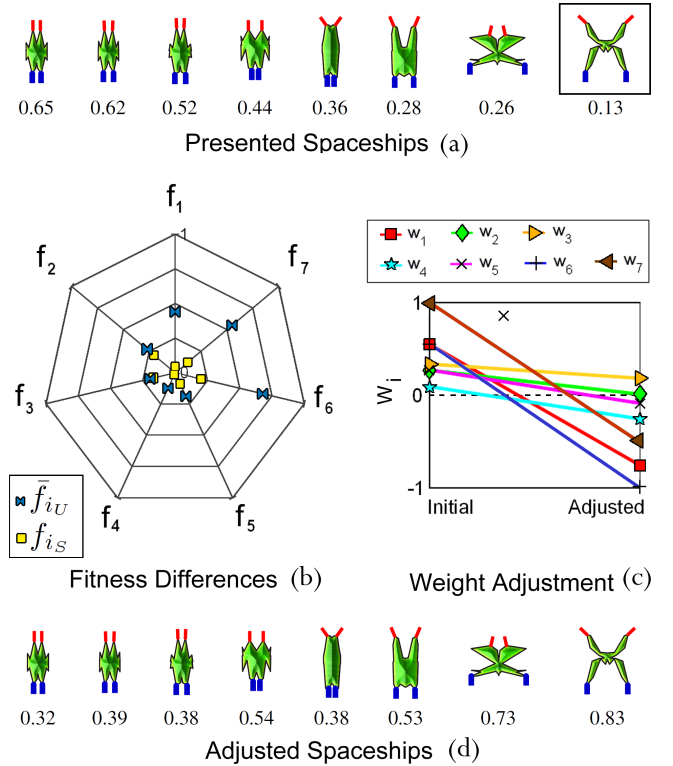 0.65 0.62 0.52 0.44 0.36 0.28 0.26 0.13
Presented Spaceships (a)
f1
1
f2 f7
0
f3 f6
f4 f5
f̄iU
fiS
Fitness Differences (b)
w1 w2 w3
w4 w5 w6 w7
1
wi
0
-1
Initial Adjusted
Weight Adjustment (c)
0.32 0.39 0.38 0.54 0.38 0.53 0.73 0.83
Adjusted Spaceships (d)